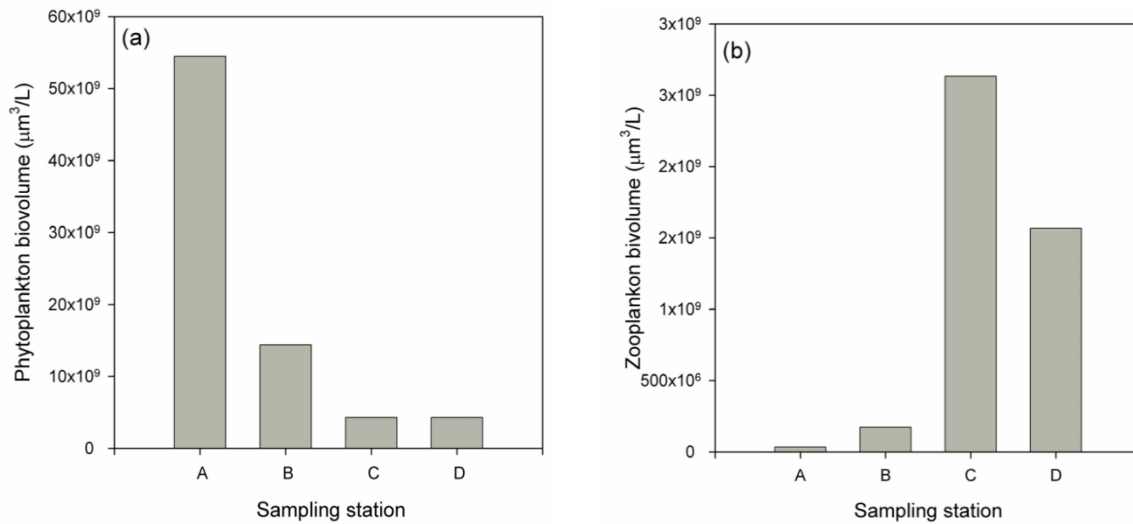 (a)
Phytoplankton biovolume (μm³/L)
60x10⁹
50x10⁹
40x10⁹
30x10⁹
20x10⁹
10x10⁹
0
A B C D
Sampling station
(b)
Zooplankon bivolume (μm³/L)
3x10⁹
3x10⁹
2x10⁹
2x10⁹
1x10⁹
500x10⁶
0
A B C D
Sampling station